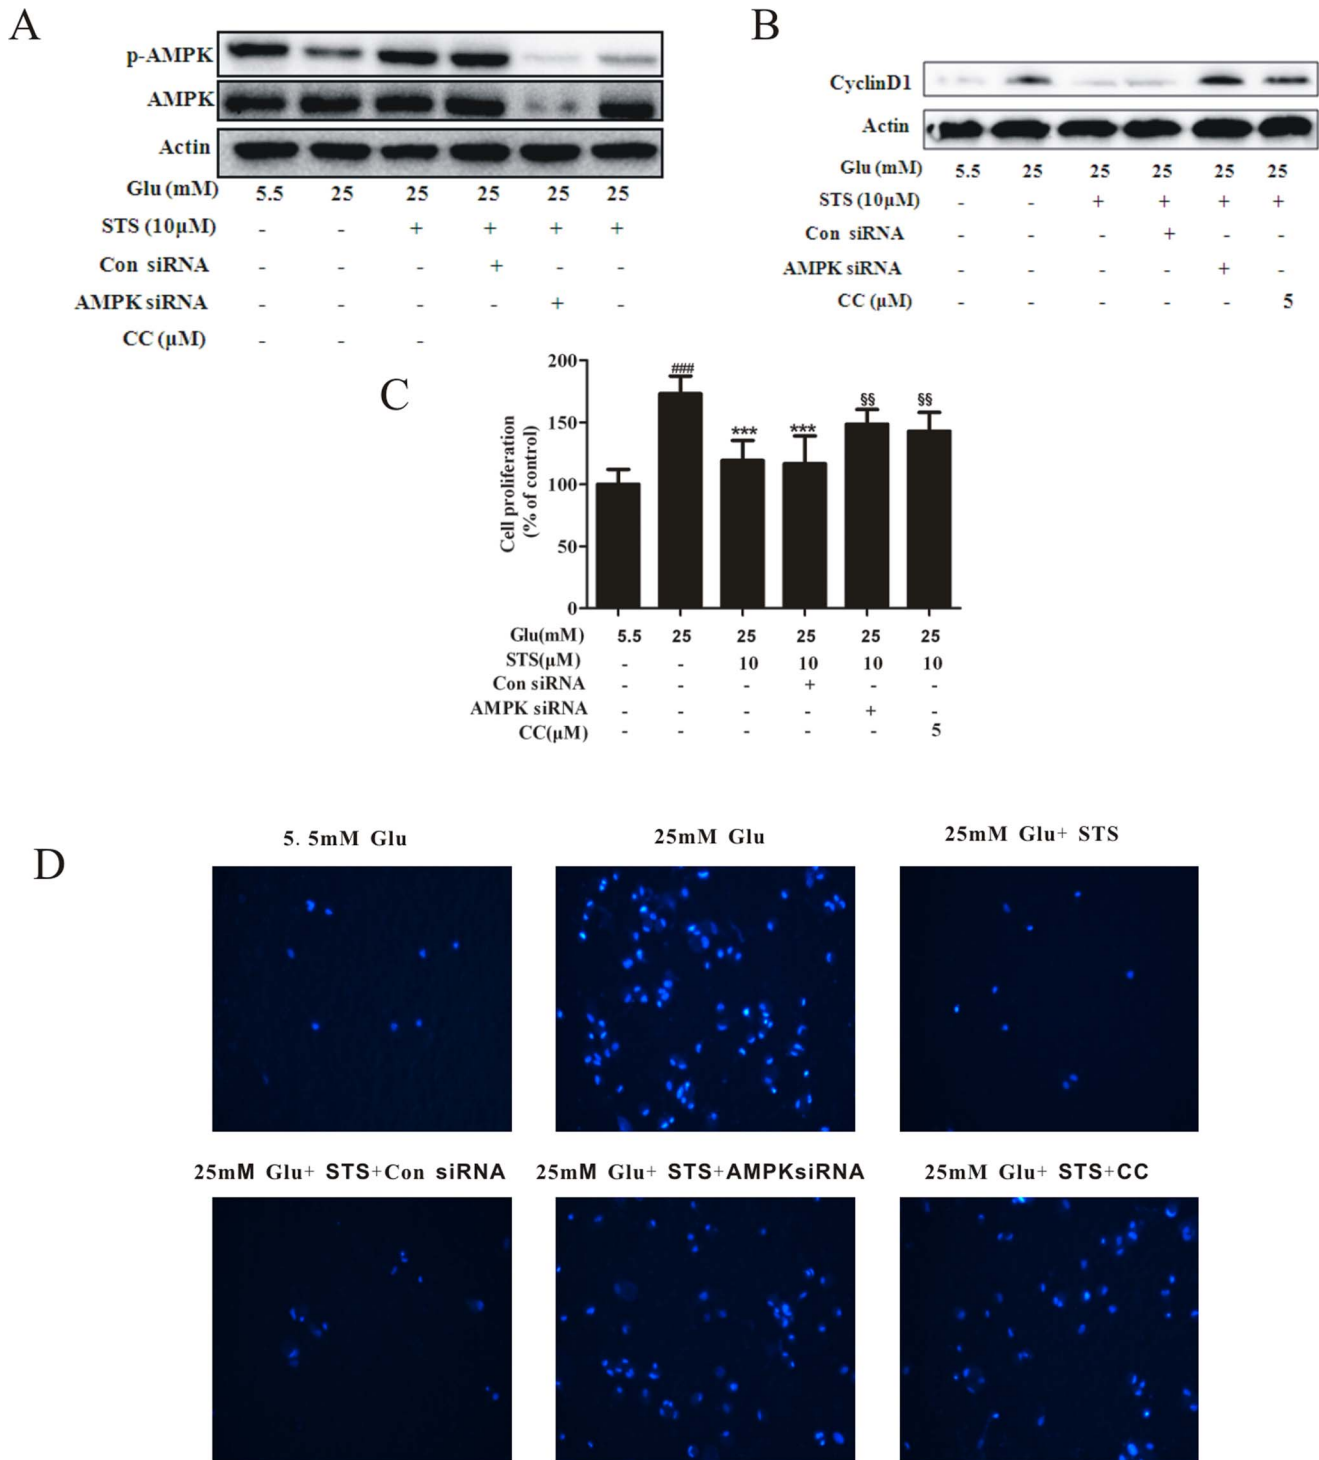 A
p-AMPK
AMPK
Actin
Glu (mM) 5.5 25 25 25 25 25
STS (10μM) - - + + + +
Con siRNA - - - + - -
AMPK siRNA - - - - + -
CC (μM) - - -
B
CyclinD1
Actin
Glu (mM) 5.5 25 25 25 25 25
STS (10μM) - - + + + +
Con siRNA - - - + - -
AMPK siRNA - - - - + -
CC (μM) - - - - - 5
C
Cell proliferation
(% of control)
200
150
100
50
0
###
***
***
§§
§§
Glu(mM) 5.5 25 25 25 25 25
STS(μM) - - 10 10 10 10
Con siRNA - - - + - -
AMPK siRNA - - - - + -
CC(μM) - - - - - 5
D
5. 5mM Glu
25mM Glu
25mM Glu+ STS
25mM Glu+ STS+Con siRNA
25mM Glu+ STS+AMPKsiRNA
25mM Glu+ STS+CC